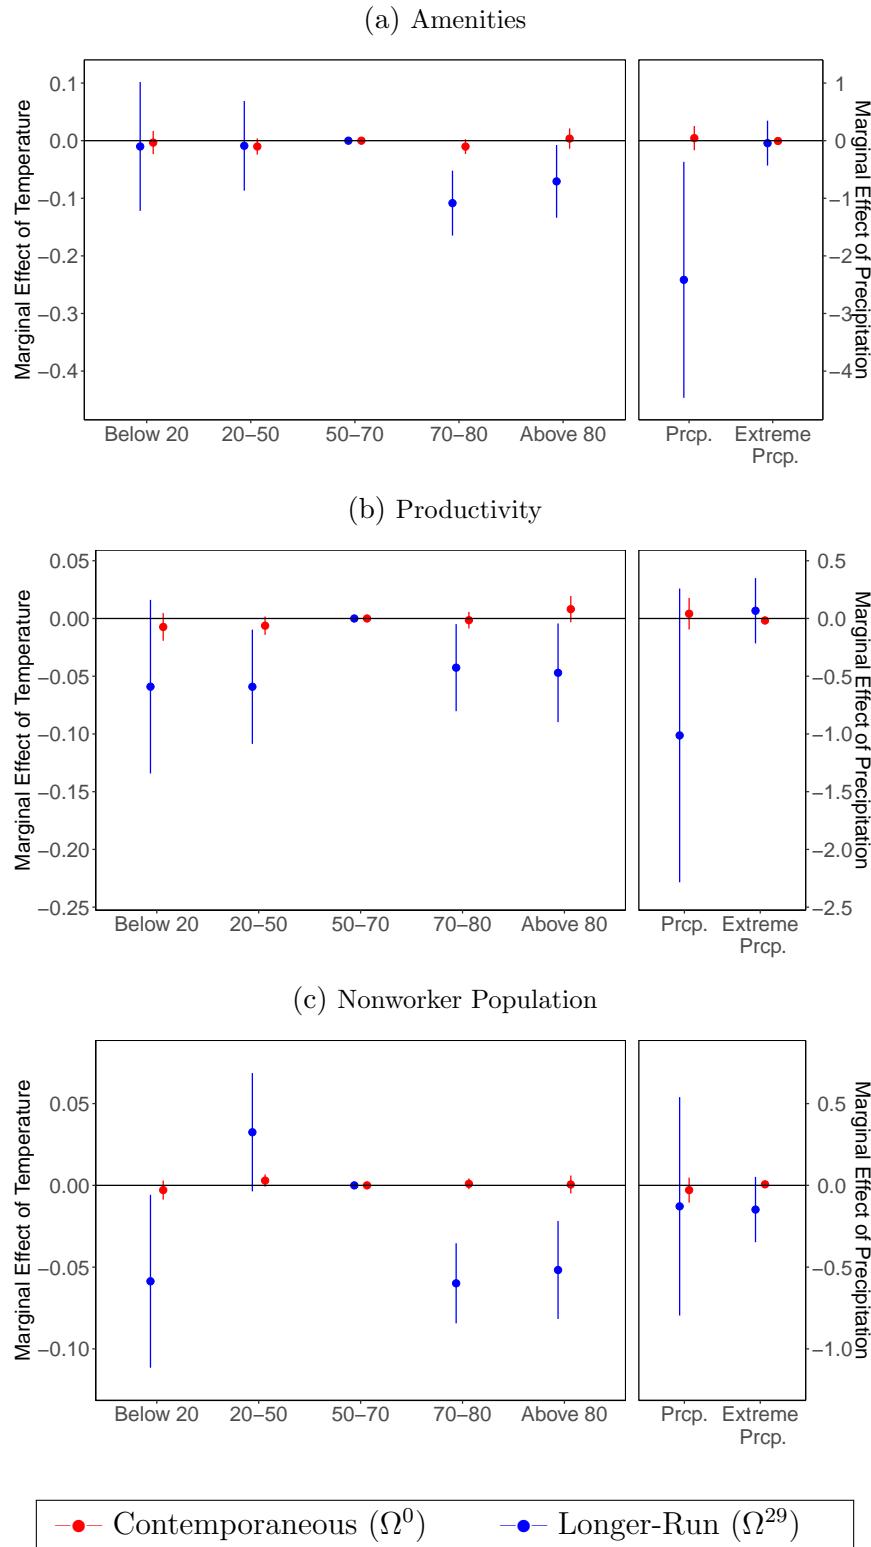 (a) Amenities
Marginal Effect of Temperature
0.1
0.0
−0.1
−0.2
−0.3
−0.4
Below 20 20−50 50−70 70−80 Above 80
1
0
−1
−2
−3
−4
Marginal Effect of Precipitation
Prcp. Extreme
Prcp.
(b) Productivity
Marginal Effect of Temperature
0.05
0.00
−0.05
−0.10
−0.15
−0.20
−0.25
Below 20 20−50 50−70 70−80 Above 80
0.5
0.0
−0.5
−1.0
−1.5
−2.0
−2.5
Marginal Effect of Precipitation
Prcp. Extreme
Prcp.
(c) Nonworker Population
Marginal Effect of Temperature
0.05
0.00
−0.05
−0.10
Below 20 20−50 50−70 70−80 Above 80
0.5
0.0
−0.5
−1.0
Marginal Effect of Precipitation
Prcp. Extreme
Prcp.
Contemporaneous (Ω⁰) Longer-Run (Ω²⁹)